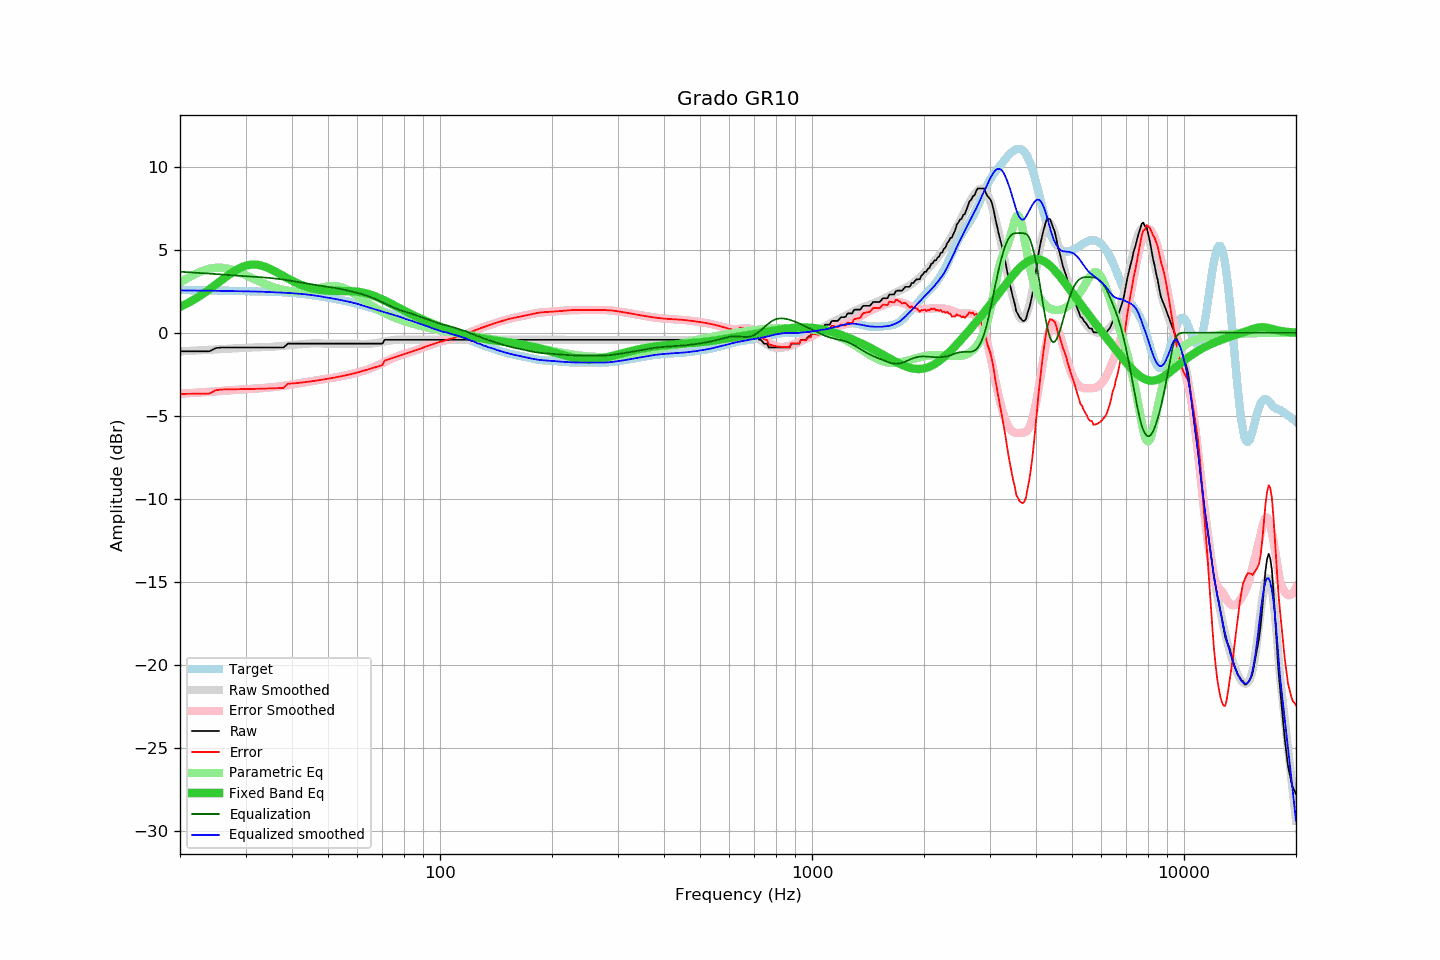 Grado GR10
10
5
0
−5
−10
−15
−20
−25
−30
Amplitude (dBr)
Target
Raw Smoothed
Error Smoothed
Raw
Error
Parametric Eq
Fixed Band Eq
Equalization
Equalized smoothed
100
1000
10000
Frequency (Hz)